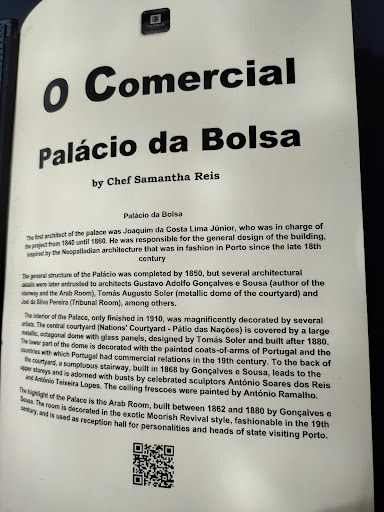 O Comercial
Palácio da Bolsa
by Chef Samantha Reis
Palácio da Bolsa
The first architect of the palace was Joaquim da Costa Lima Júnior, who was in charge of
the project from 1840 until 1860. He was responsible for the general design of the building,
inspired by the Neopalladian architecture that was in fashion in Porto since the late 18th
century
The general structure of the Palácio was completed by 1850, but several architectural
details were later entrusted to architects Gustavo Adolfo Gonçalves e Sousa (author of the
stairway and the Arab Room), Tomás Augusto Soler (metallic dome of the courtyard) and
Joel da Silva Pereira (Tribunal Room), among others.
The interior of the Palace, only finished in 1910, was magnificently decorated by several
artists. The central courtyard (Nations' Courtyard - Pátio das Nações) is covered by a large
metallic, octagonal dome with glass panels, designed by Tomás Soler and built after 1880.
The lower part of the dome is decorated with the painted coats-of-arms of Portugal and the
countries with which Portugal had commercial relations in the 19th century. To the back of
the courtyard, a sumptuous stairway, built in 1868 by Gonçalves e Sousa, leads to the
upper storeys and is adorned with busts by celebrated sculptors António Soares dos Reis
and António Teixeira Lopes. The ceiling frescoes were painted by António Ramalho.
The highlight of the Palace is the Arab Room, built between 1862 and 1880 by Gonçalves e
Sousa. The room is decorated in the exotic Moorish Revival style, fashionable in the 19th
century, and is used as reception hall for personalities and heads of state visiting Porto.